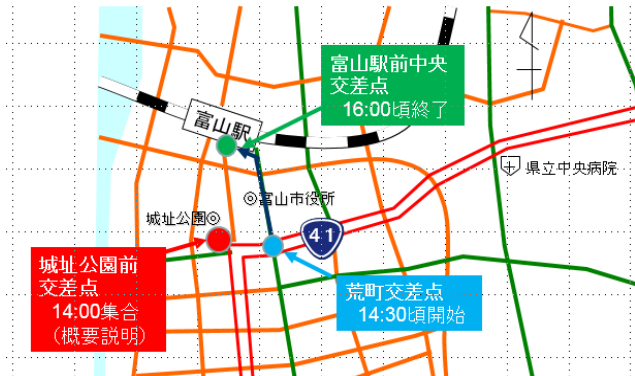 富山駅前中央
交差点
16:00頃終了
富山駅
県立中央病院
◎富山市役所
城址公園◎
41
城址公園前
交差点
14:00集合
(概要説明)
荒町交差点
14:30頃開始